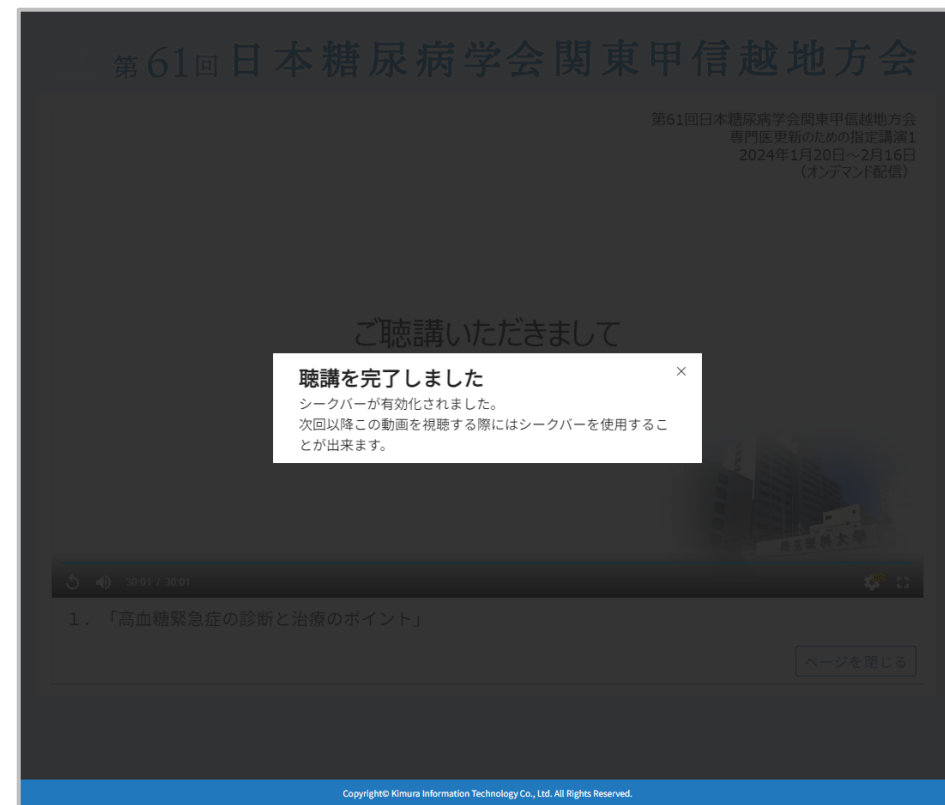 第61回日本糖尿病学会関東甲信越地方会
第61回日本糖尿病学会関東甲信越地方会
専門医更新のための指定講演1
2024年1月20日～2月16日
（オンデマンド配信）
ご聴講いただきまして
聴講を完了しました
シークバーが有効化されました。
次回以降この動画を視聴する際にはシークバーを使用するこ
とが出来ます。
30:01 / 30:01
１．「高血糖緊急症の診断と治療のポイント」
ページを閉じる
Copyright© Kimura Information Technology Co., Ltd. All Rights Reserved.